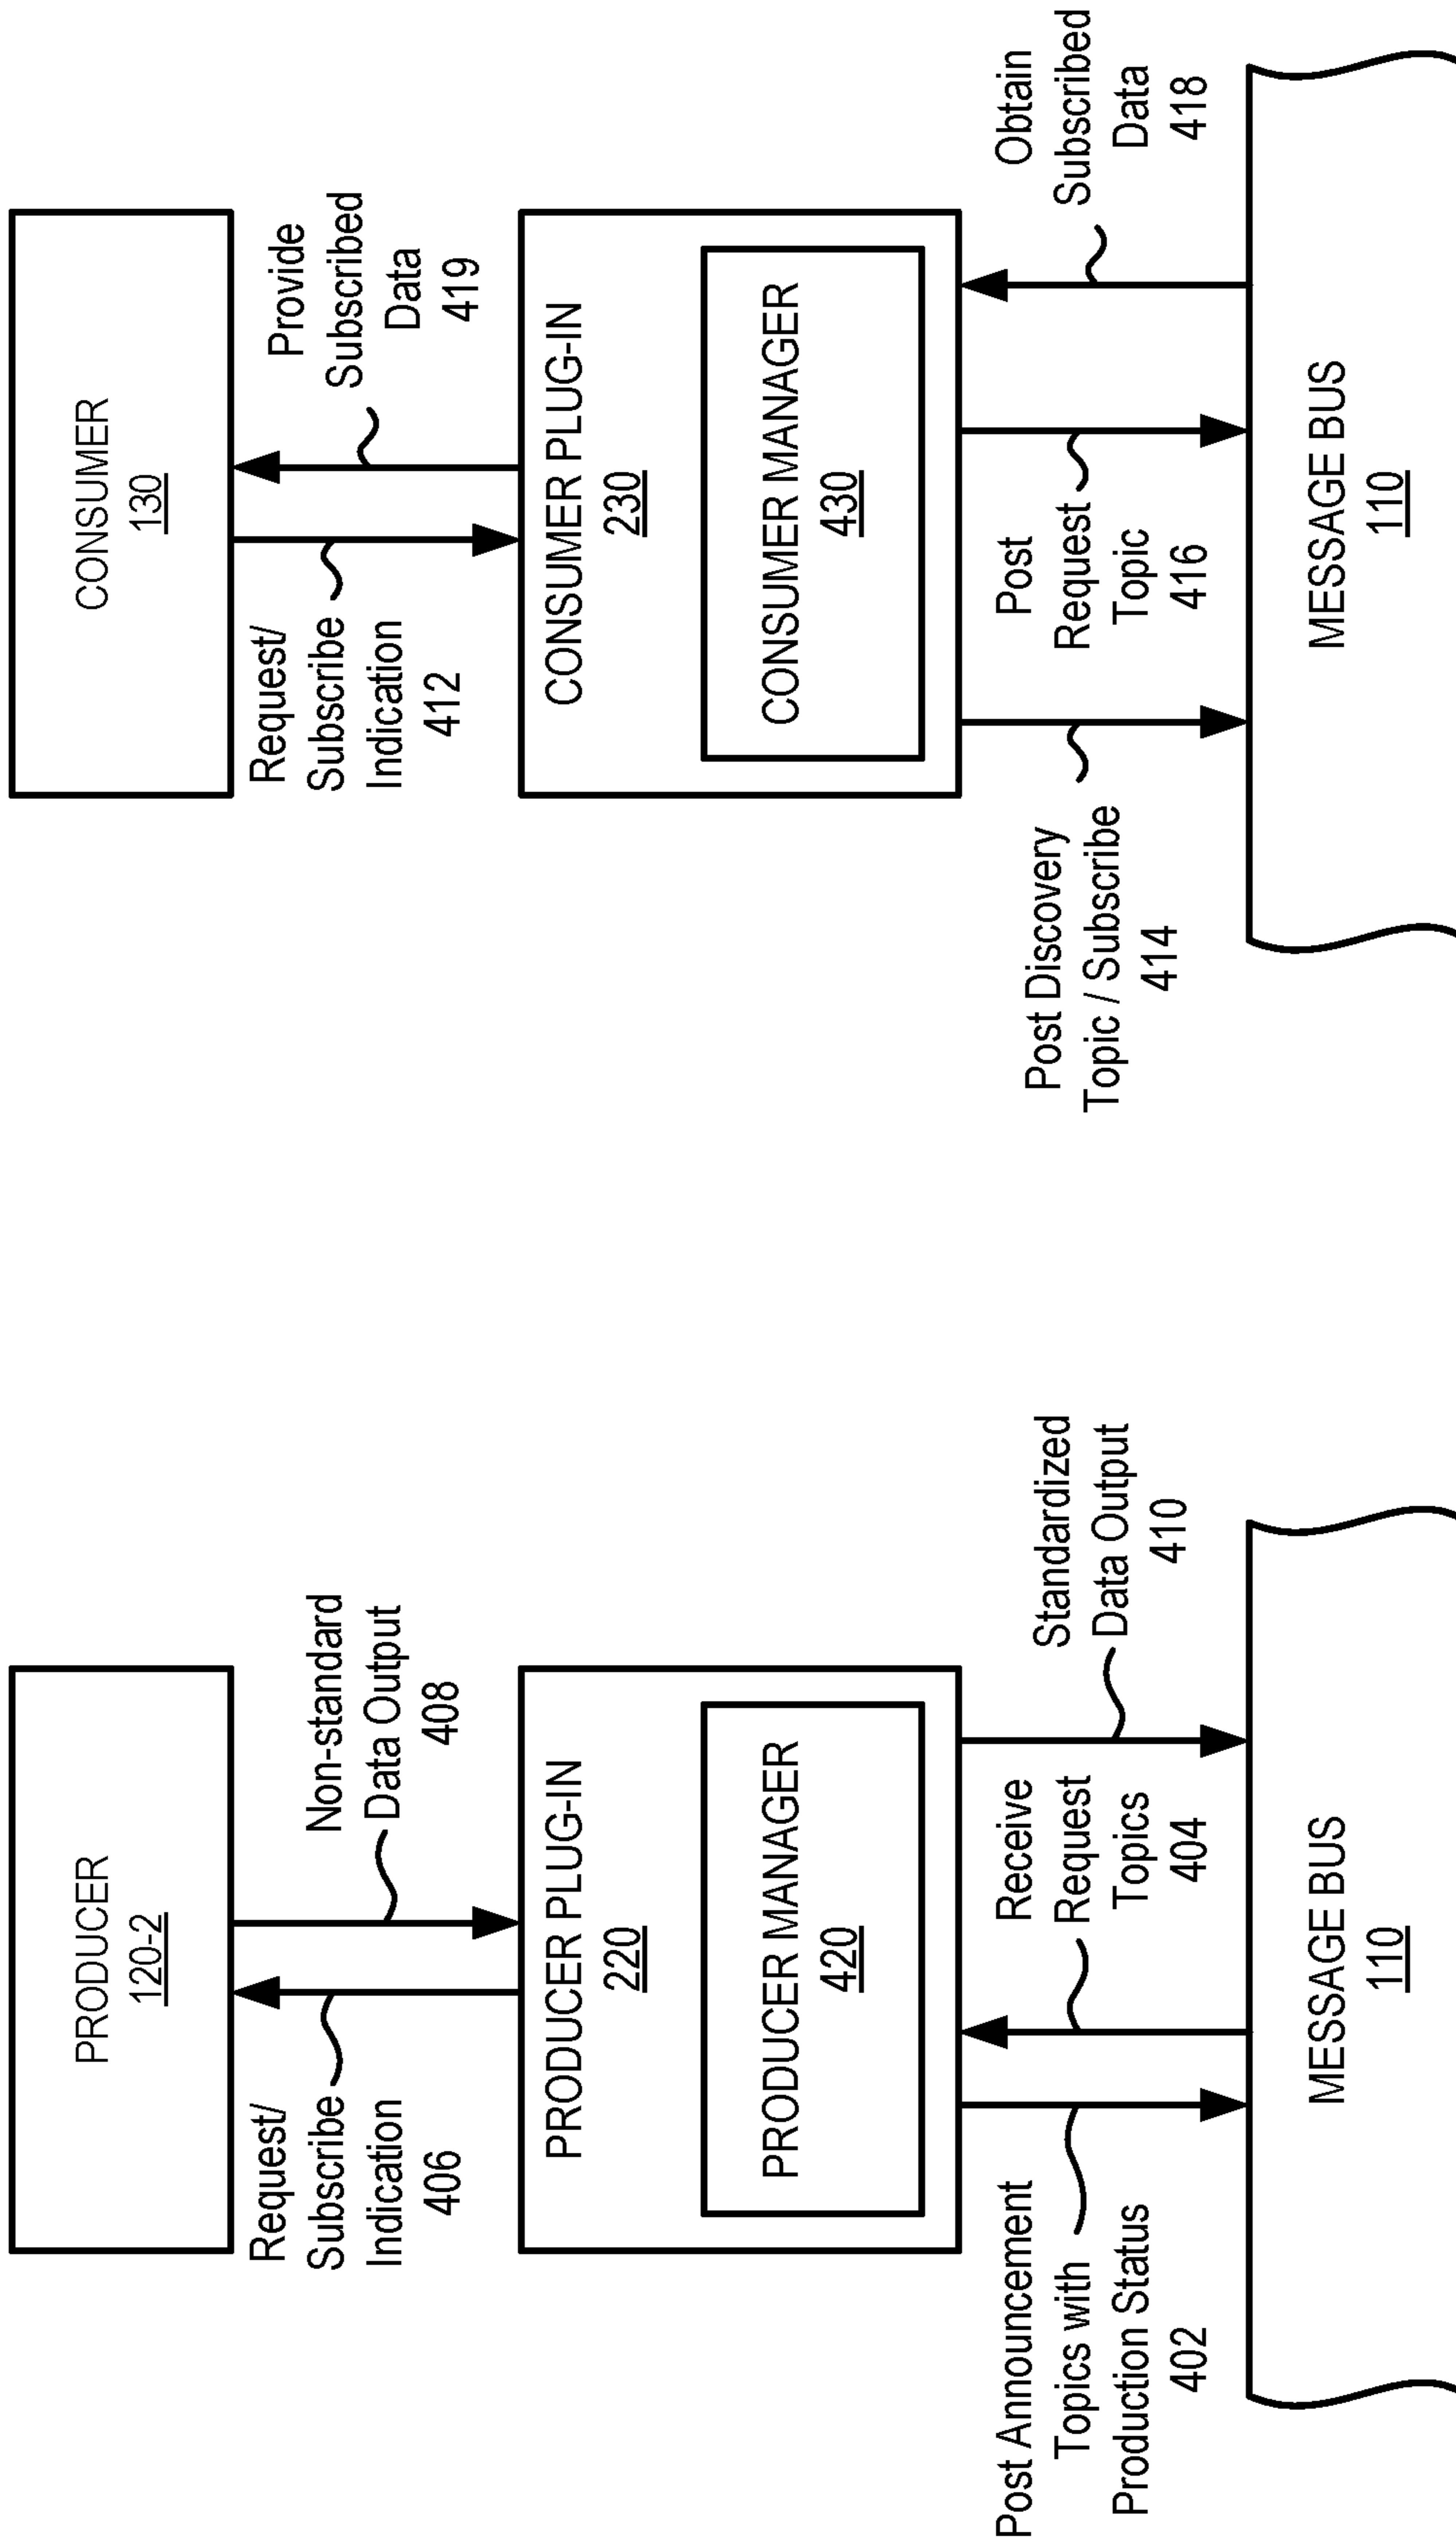 PRODUCER
120-2
Request/
Subscribe
Indication
406
Non-standard
Data Output
408
PRODUCER PLUG-IN
220
PRODUCER MANAGER
420
Post Announcement
Topics with
Production Status
402
Receive
Request
Topics
404
Standardized
Data Output
410
MESSAGE BUS
110
CONSUMER
130
Request/
Subscribe
Indication
412
Provide
Subscribed
Data
419
CONSUMER PLUG-IN
230
CONSUMER MANAGER
430
Post Discovery
Topic / Subscribe
414
Post
Request
Topic
416
Obtain
Subscribed
Data
418
MESSAGE BUS
110